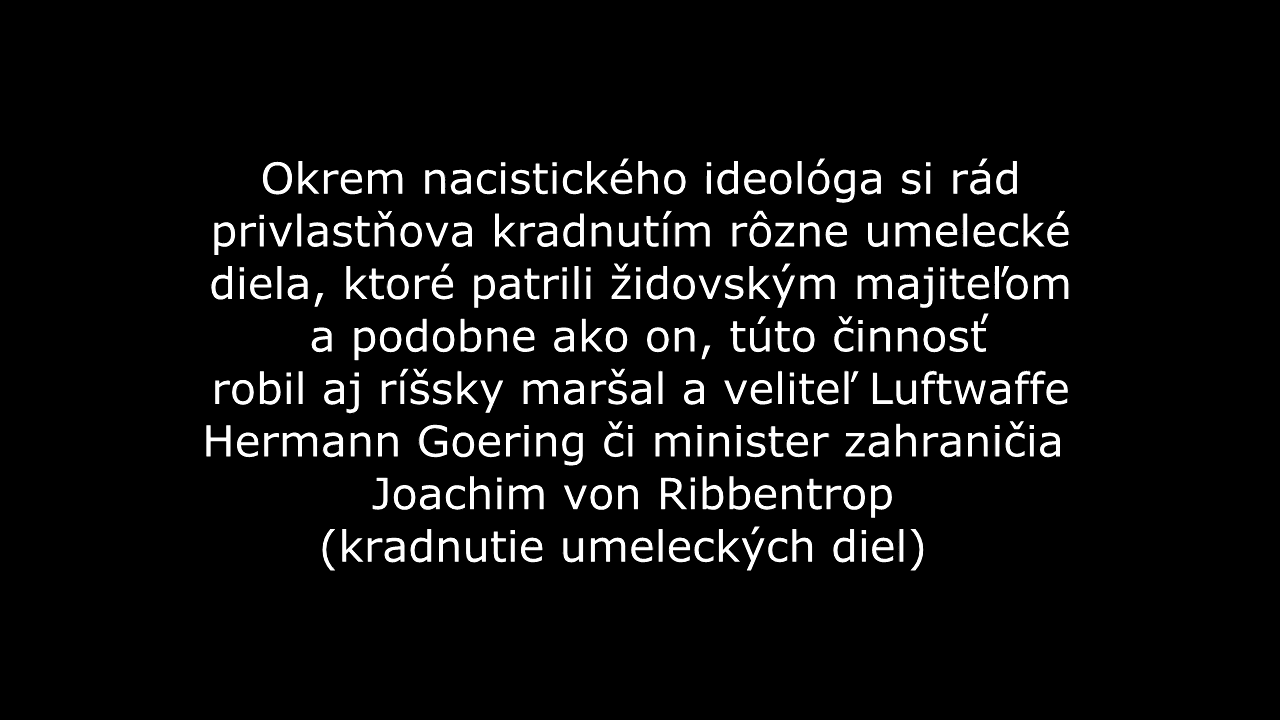 Okrem nacistického ideológa si rád
privlastňova kradnutím rôzne umelecké
diela, ktoré patrili židovským majiteľom
a podobne ako on, túto činnosť
robil aj ríšsky maršal a veliteľ Luftwaffe
Hermann Goering či minister zahraničia
Joachim von Ribbentrop
(kradnutie umeleckých diel)